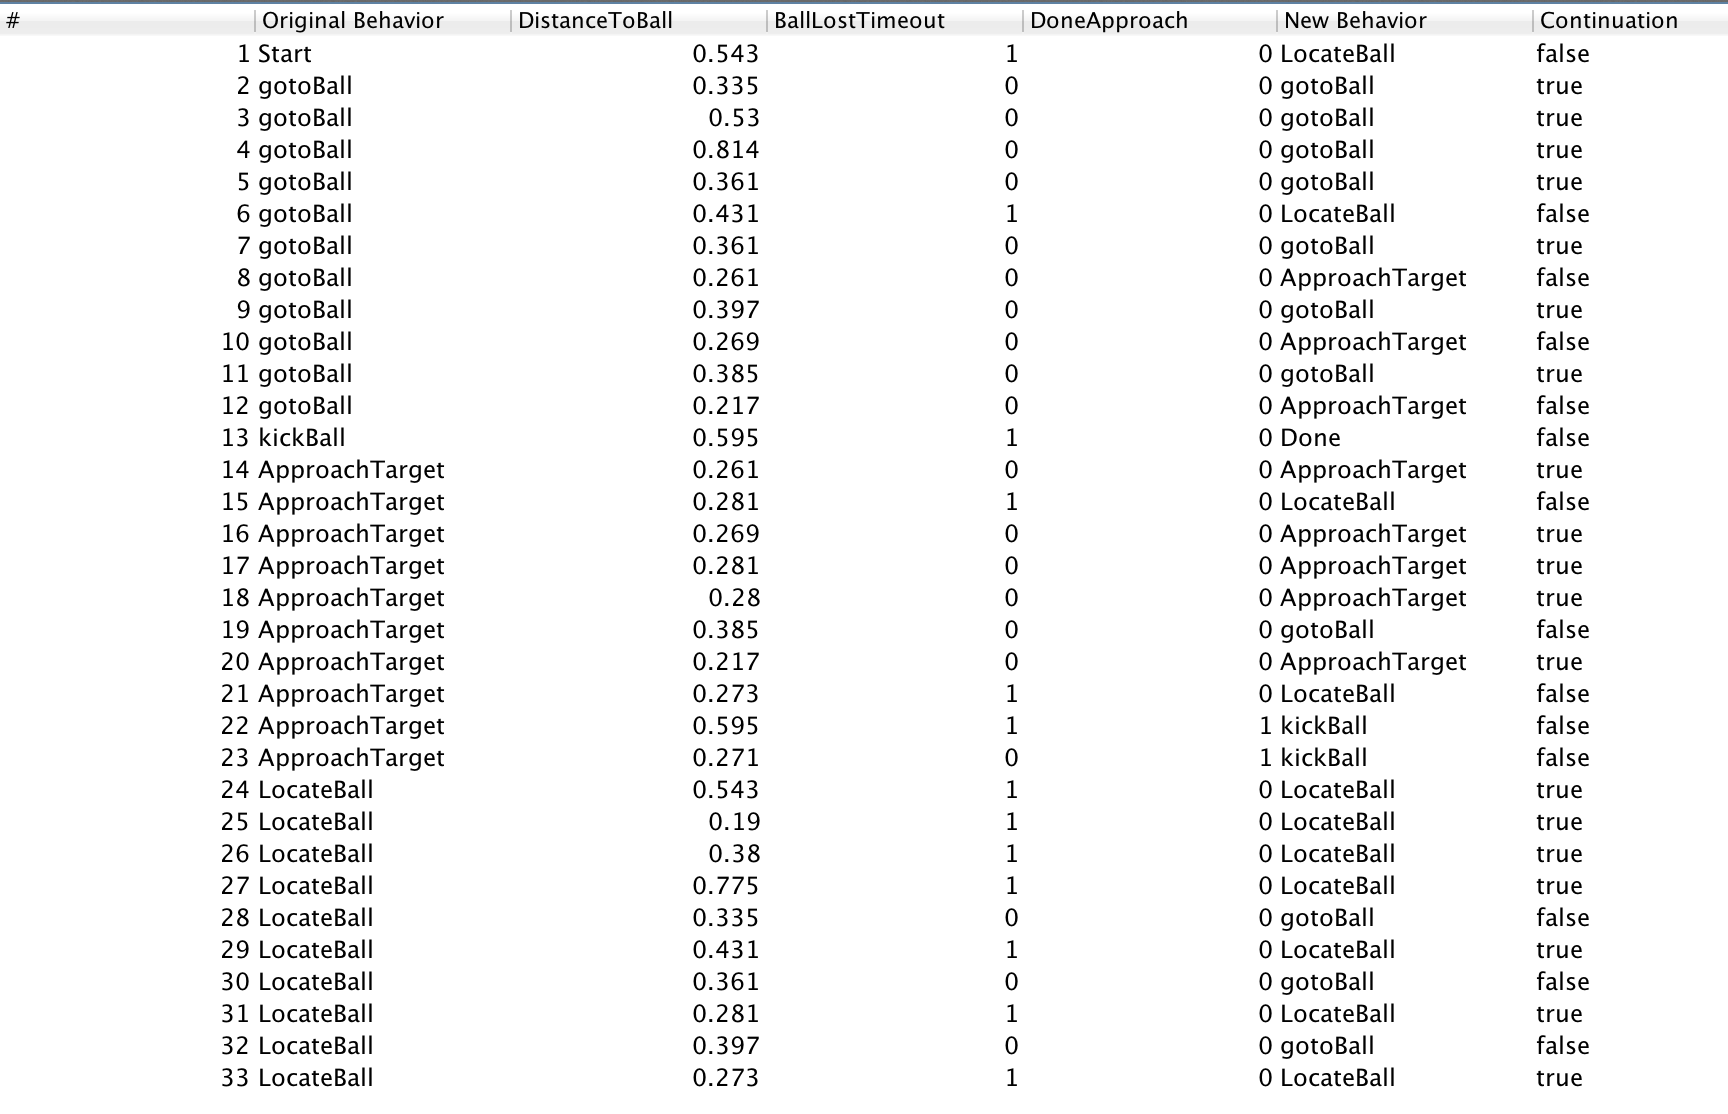 # Original Behavior DistanceToBall BallLostTimeout DoneApproach New Behavior Continuation
1 Start 0.543 1 0 LocateBall false
2 gotoBall 0.335 0 0 gotoBall true
3 gotoBall 0.53 0 0 gotoBall true
4 gotoBall 0.814 0 0 gotoBall true
5 gotoBall 0.361 0 0 gotoBall true
6 gotoBall 0.431 1 0 LocateBall false
7 gotoBall 0.361 0 0 gotoBall true
8 gotoBall 0.261 0 0 ApproachTarget false
9 gotoBall 0.397 0 0 gotoBall true
10 gotoBall 0.269 0 0 ApproachTarget false
11 gotoBall 0.385 0 0 gotoBall true
12 gotoBall 0.217 0 0 ApproachTarget false
13 kickBall 0.595 1 0 Done false
14 ApproachTarget 0.261 0 0 ApproachTarget true
15 ApproachTarget 0.281 1 0 LocateBall false
16 ApproachTarget 0.269 0 0 ApproachTarget true
17 ApproachTarget 0.281 0 0 ApproachTarget true
18 ApproachTarget 0.28 0 0 ApproachTarget true
19 ApproachTarget 0.385 0 0 gotoBall false
20 ApproachTarget 0.217 0 0 ApproachTarget true
21 ApproachTarget 0.273 1 0 LocateBall false
22 ApproachTarget 0.595 1 1 kickBall false
23 ApproachTarget 0.271 0 1 kickBall false
24 LocateBall 0.543 1 0 LocateBall true
25 LocateBall 0.19 1 0 LocateBall true
26 LocateBall 0.38 1 0 LocateBall true
27 LocateBall 0.775 1 0 LocateBall true
28 LocateBall 0.335 0 0 gotoBall false
29 LocateBall 0.431 1 0 LocateBall true
30 LocateBall 0.361 0 0 gotoBall false
31 LocateBall 0.281 1 0 LocateBall true
32 LocateBall 0.397 0 0 gotoBall false
33 LocateBall 0.273 1 0 LocateBall true